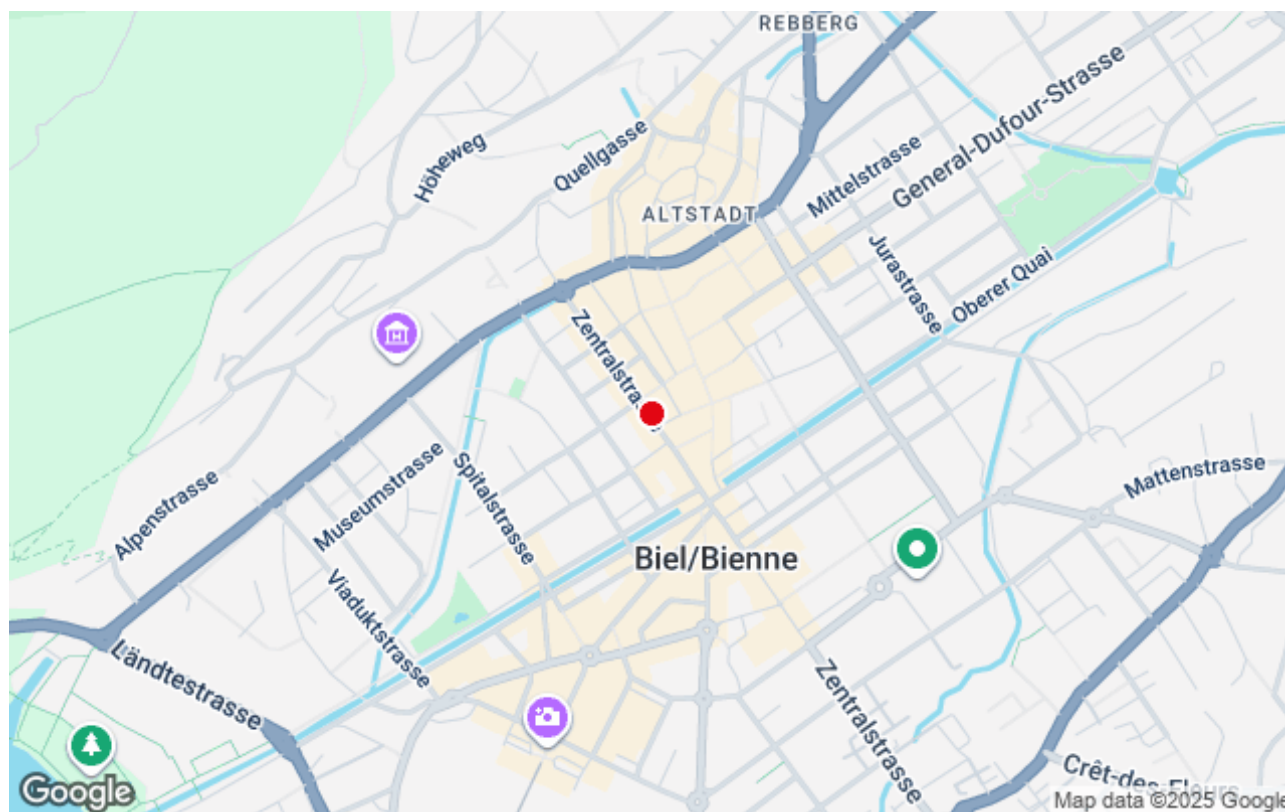 REBBERG
General-Dufour-Strasse
Höheweg
Quellgasse
Mittelstrasse
ALTSTADT
Jurastrasse
Oberer Quai
Zentralstrasse
Mattenstrasse
Spitalstrasse
Museumstrasse
Alpenstrasse
Biel/Bienne
Viaduktstrasse
Ländtestrasse
Zentralstrasse
Crêt-des-Fleurs
Google
Map data ©2025 Google